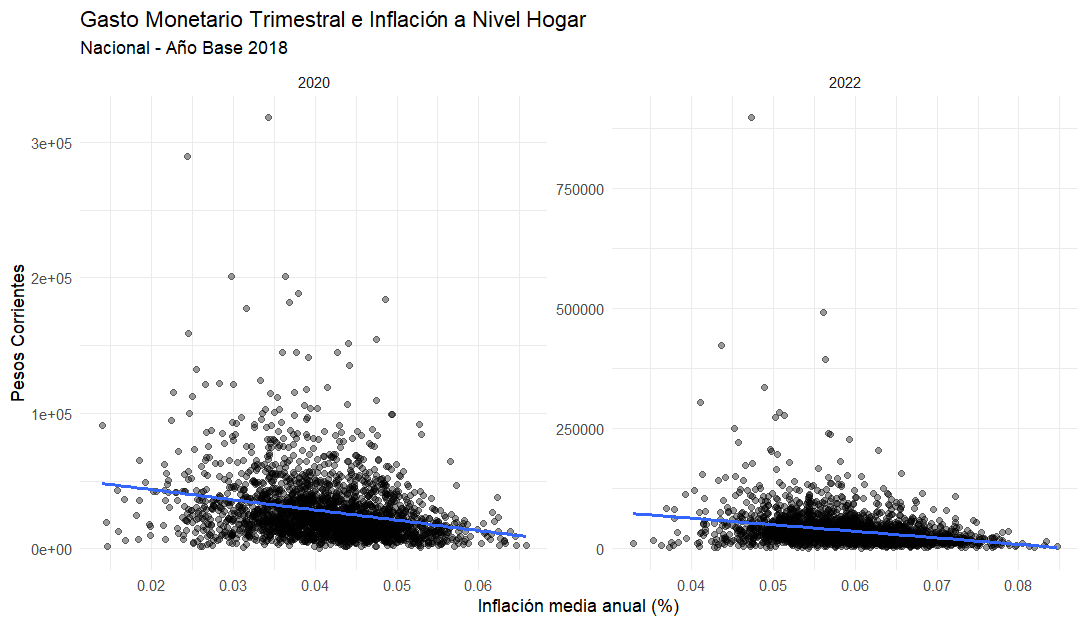 Gasto Monetario Trimestral e Inflación a Nivel Hogar
Nacional - Año Base 2018
2020
2022
Pesos Corrientes
3e+05
2e+05
1e+05
0e+00
750000
500000
250000
0
0.02 0.03 0.04 0.05 0.06
0.04 0.05 0.06 0.07 0.08
Inflación media anual (%)